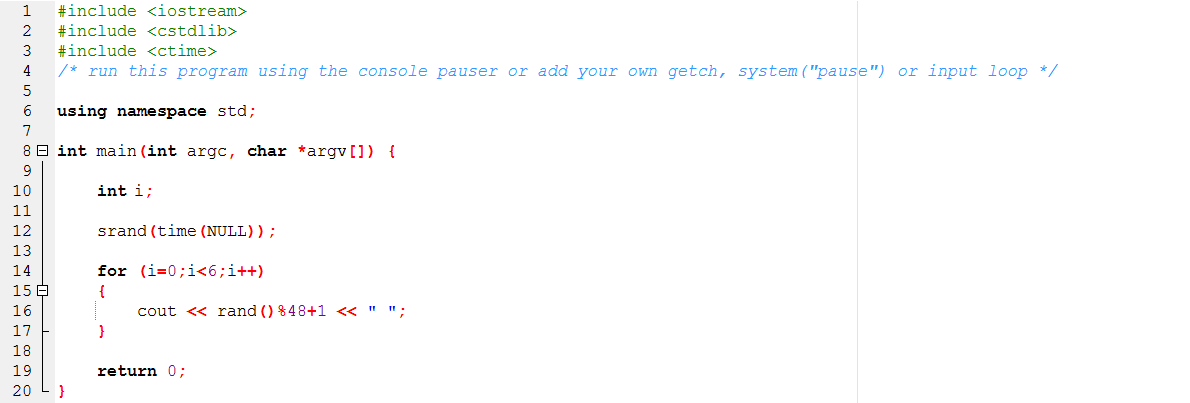 1 #include <iostream>
2 #include <cstdlib>
3 #include <ctime>
4 /* run this program using the console pauser or add your own getch, system("pause") or input loop */
5
6 using namespace std;
7
8 int main(int argc, char *argv[]) {
9
10 int i;
11
12 srand(time(NULL));
13
14 for (i=0;i<6;i++)
15 {
16 cout << rand()%48+1 << " ";
17 }
18
19 return 0;
20 }